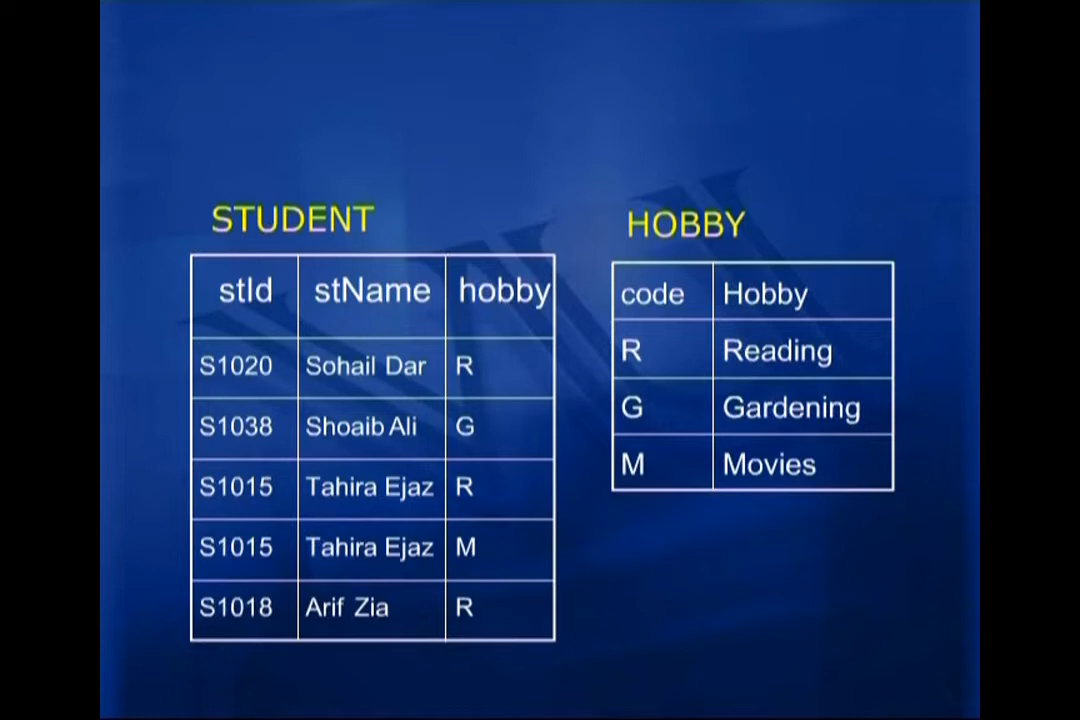 STUDENT
stId stName hobby
S1020 Sohail Dar R
S1038 Shoaib Ali G
S1015 Tahira Ejaz R
S1015 Tahira Ejaz M
S1018 Arif Zia R
HOBBY
code Hobby
R Reading
G Gardening
M Movies